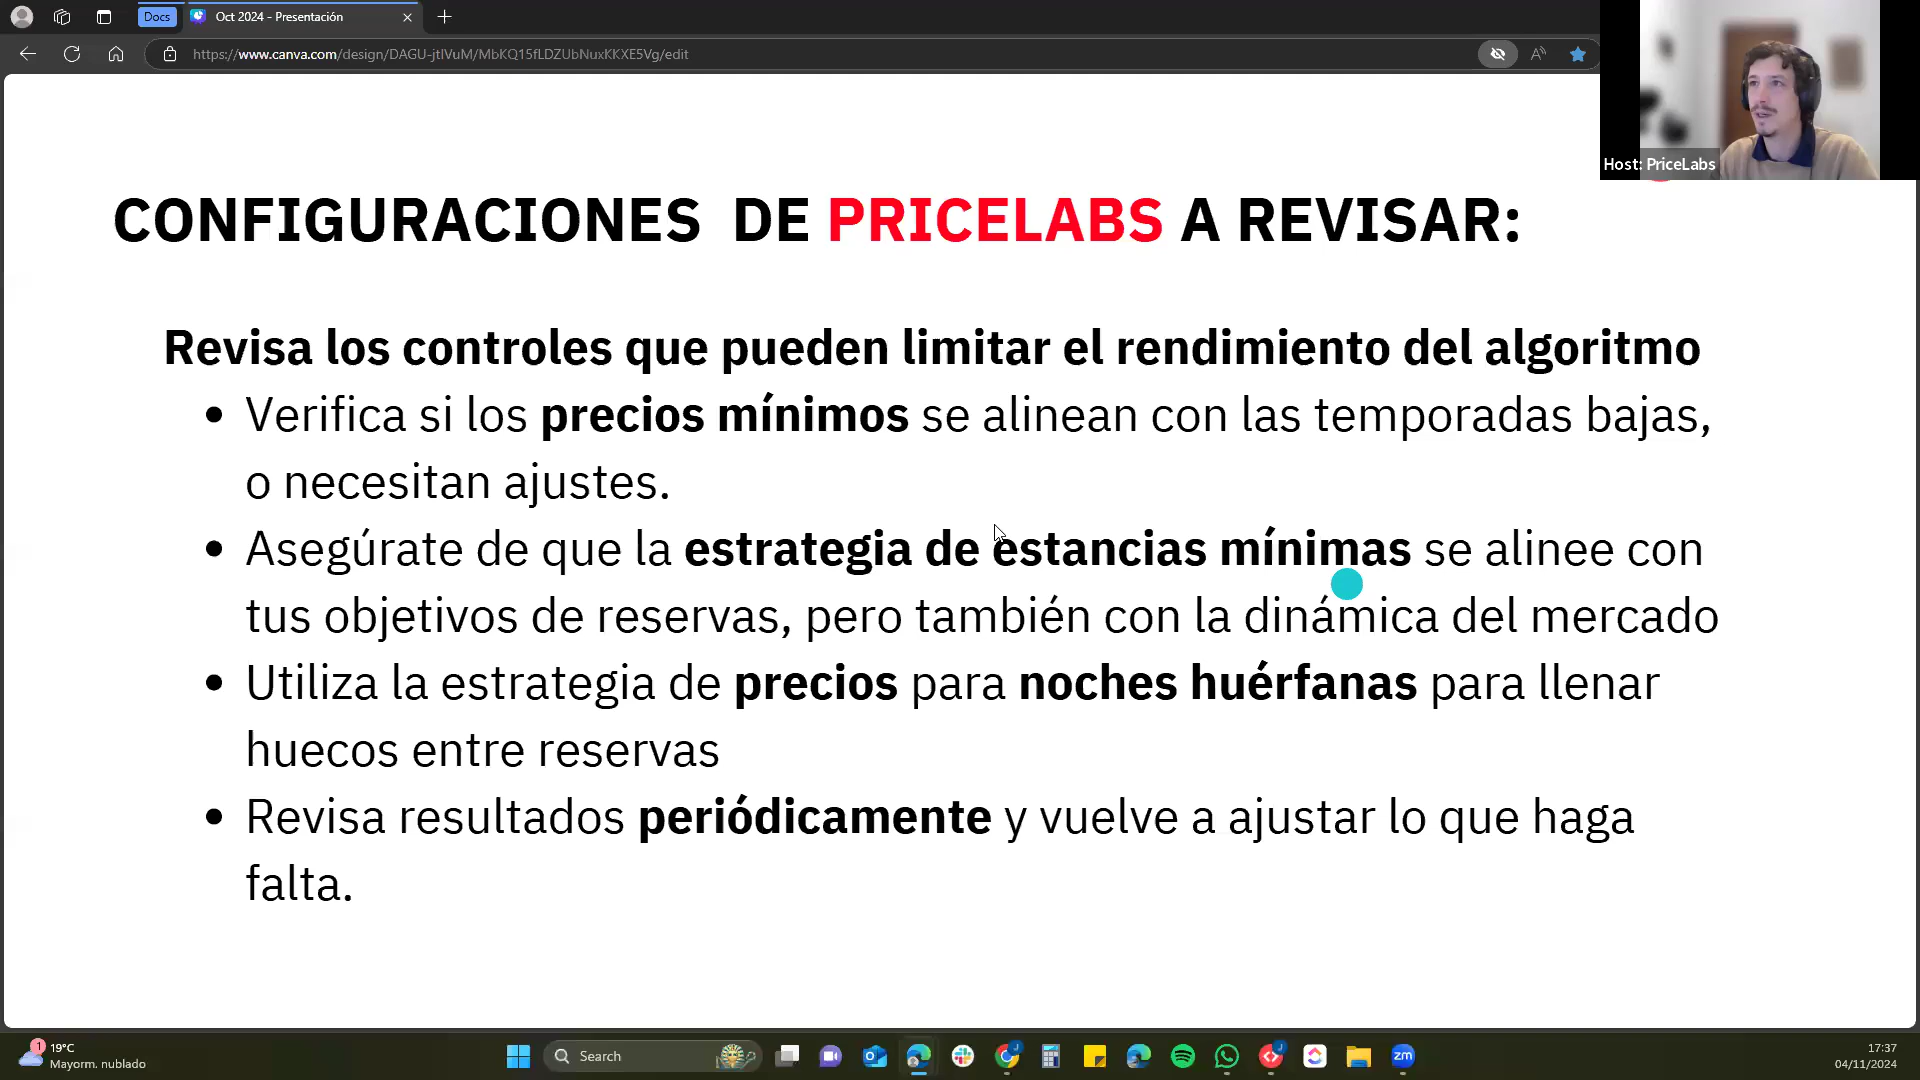 Docs
Oct 2024 - Presentación
https://www.canva.com/design/DAGU-jtlVuM/MbKQ15fLDZUbNuxKKXE5Vg/edit
Host: PriceLabs
CONFIGURACIONES DE PRICELABS A REVISAR:
Revisa los controles que pueden limitar el rendimiento del algoritmo
• Verifica si los precios mínimos se alinean con las temporadas bajas,
o necesitan ajustes.
• Asegúrate de que la estrategia de estancias mínimas se alinee con
tus objetivos de reservas, pero también con la dinámica del mercado
• Utiliza la estrategia de precios para noches huérfanas para llenar
huecos entre reservas
• Revisa resultados periódicamente y vuelve a ajustar lo que haga
falta.
1
19°C
Mayorm. nublado
Search
J
J
zm
17:37
04/11/2024